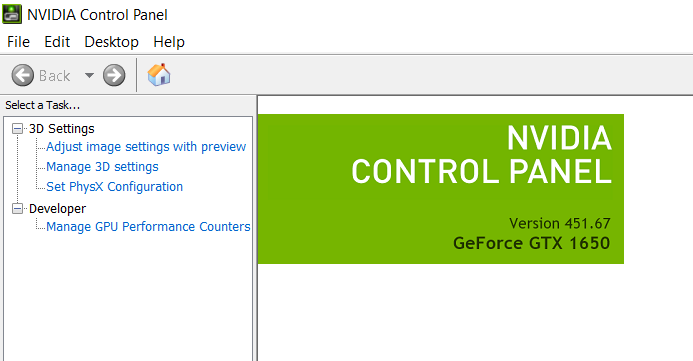 NVIDIA Control Panel
File Edit Desktop Help
Back
Select a Task...
3D Settings
Adjust image settings with preview
Manage 3D settings
Set PhysX Configuration
Developer
Manage GPU Performance Counters
NVIDIA
CONTROL PANEL
Version 451.67
GeForce GTX 1650